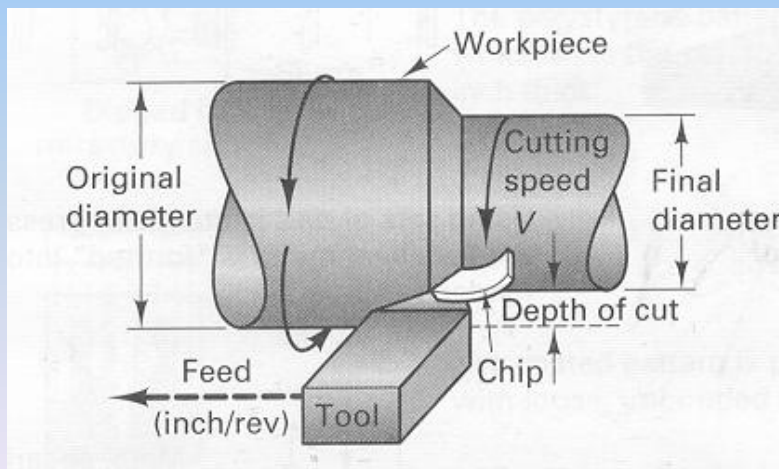 Workpiece
Original
diameter
Cutting
speed
V
Final
diameter
Depth of cut
Chip
Feed
(inch/rev)
Tool